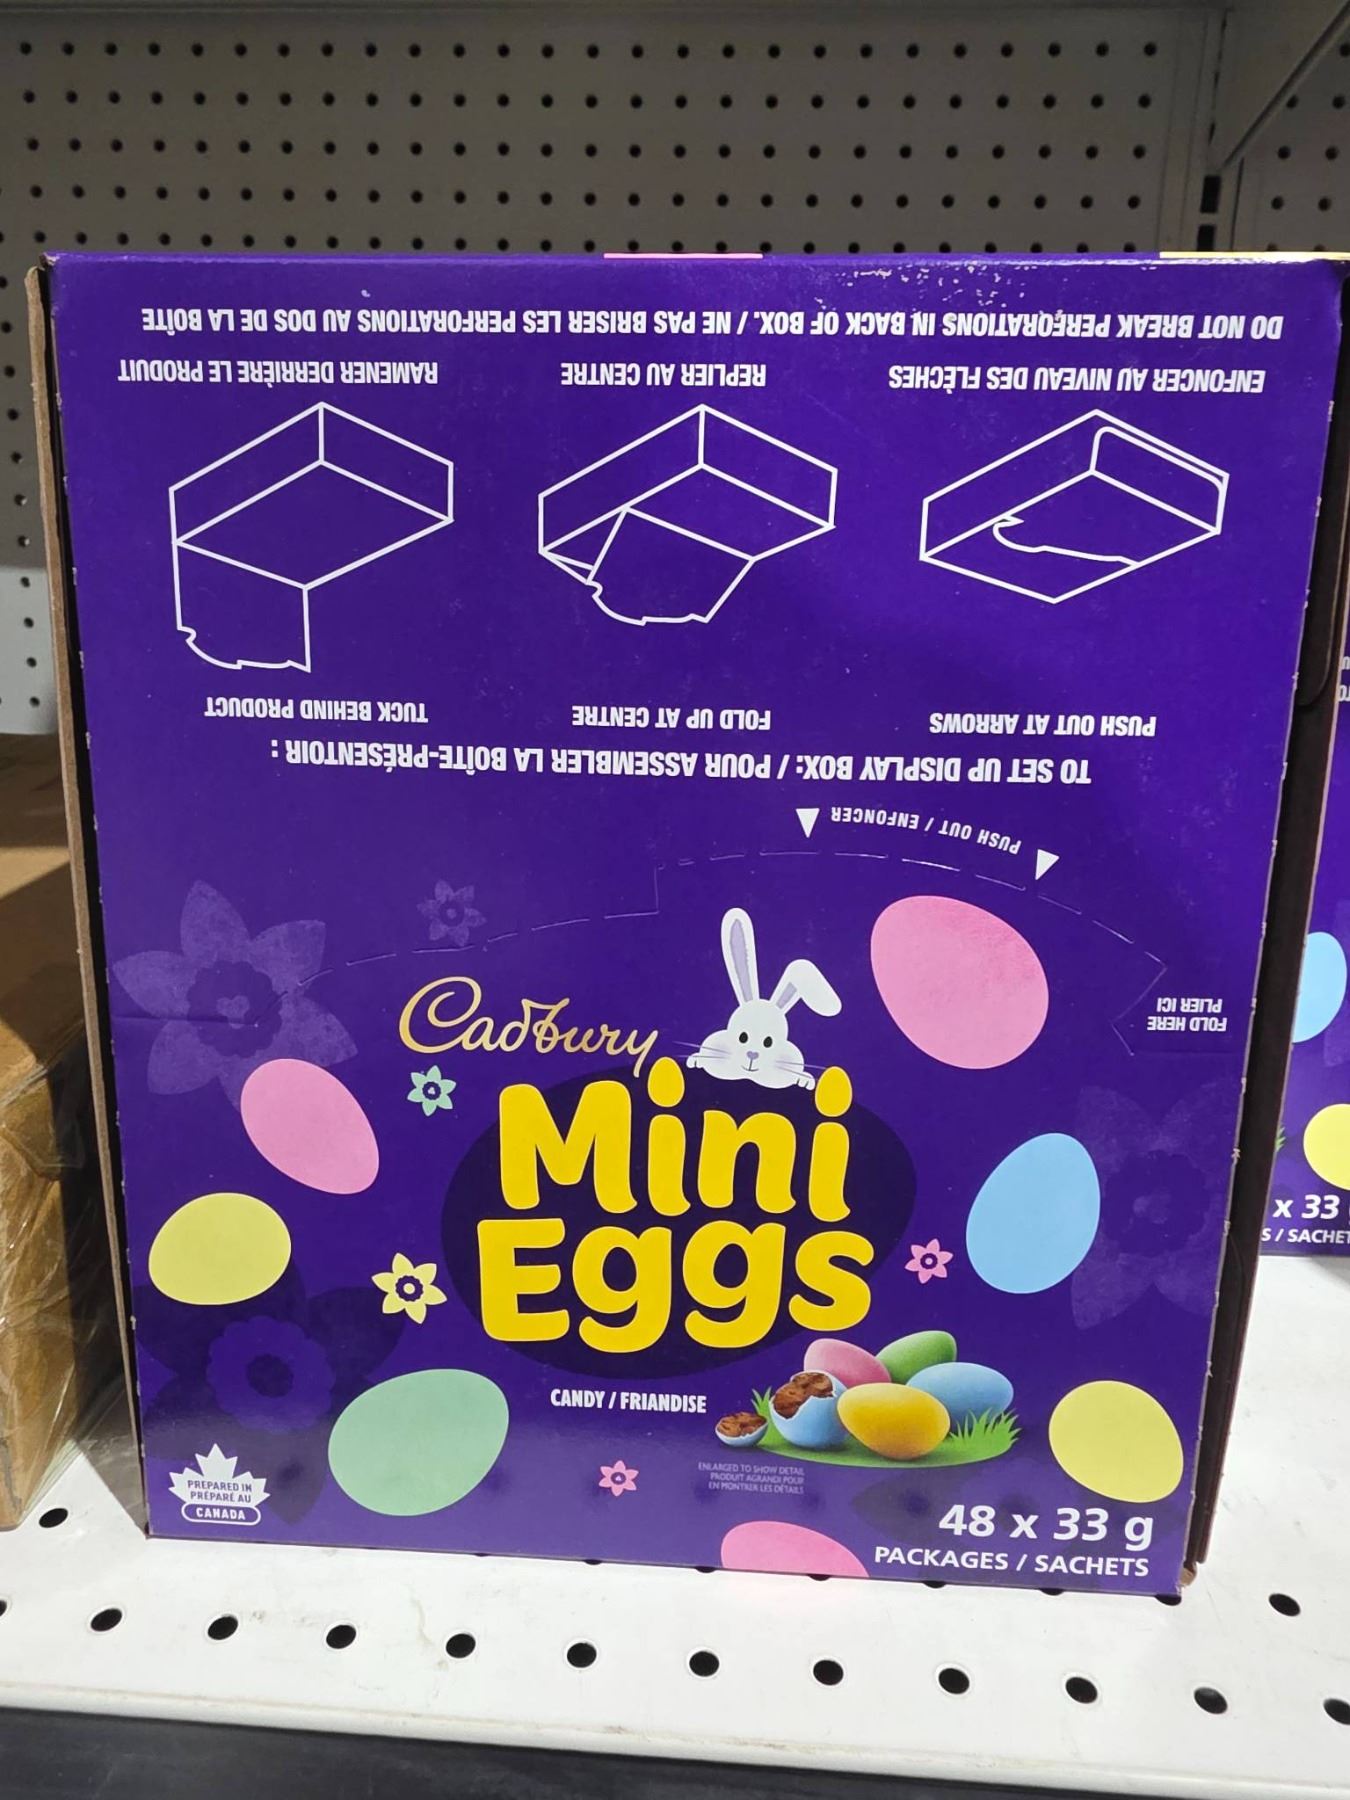 DO NOT BREAK PERFORATIONS IN BACK OF BOX. / NE PAS BRISER LES PERFORATIONS AU DOS DE LA BOÎTE
ENFONCER AU NIVEAU DES FLÈCHES
REPLIER AU CENTRE
RAMENER DERRIÈRE LE PRODUIT
PUSH OUT AT ARROWS
FOLD UP AT CENTRE
TUCK BEHIND PRODUCT
TO SET UP DISPLAY BOX: / POUR ASSEMBLER LA BOÎTE-PRÉSENTOIR :
PUSH OUT / ENFONCER
FOLD HERE
PLIER ICI
Cadbury
Mini
Eggs
CANDY / FRIANDISE
ENLARGED TO SHOW DETAIL
PRODUIT AGRANDI POUR
EN MONTRER LES DÉTAILS
PREPARED IN
PRÉPARÉ AU
CANADA
48 x 33 g
PACKAGES / SACHETS
x 33
S / SACHET